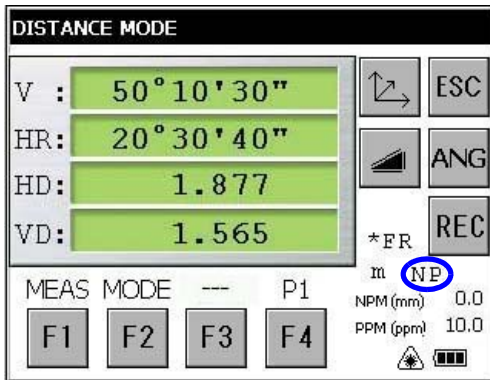 DISTANCE MODE
V : 50°10'30"
HR: 20°30'40"
HD: 1.877
VD: 1.565
ESC
ANG
REC
*FR
m NP
NPM (mm) 0.0
PPM (ppm) 10.0
MEAS MODE --- P1
F1 F2 F3 F4